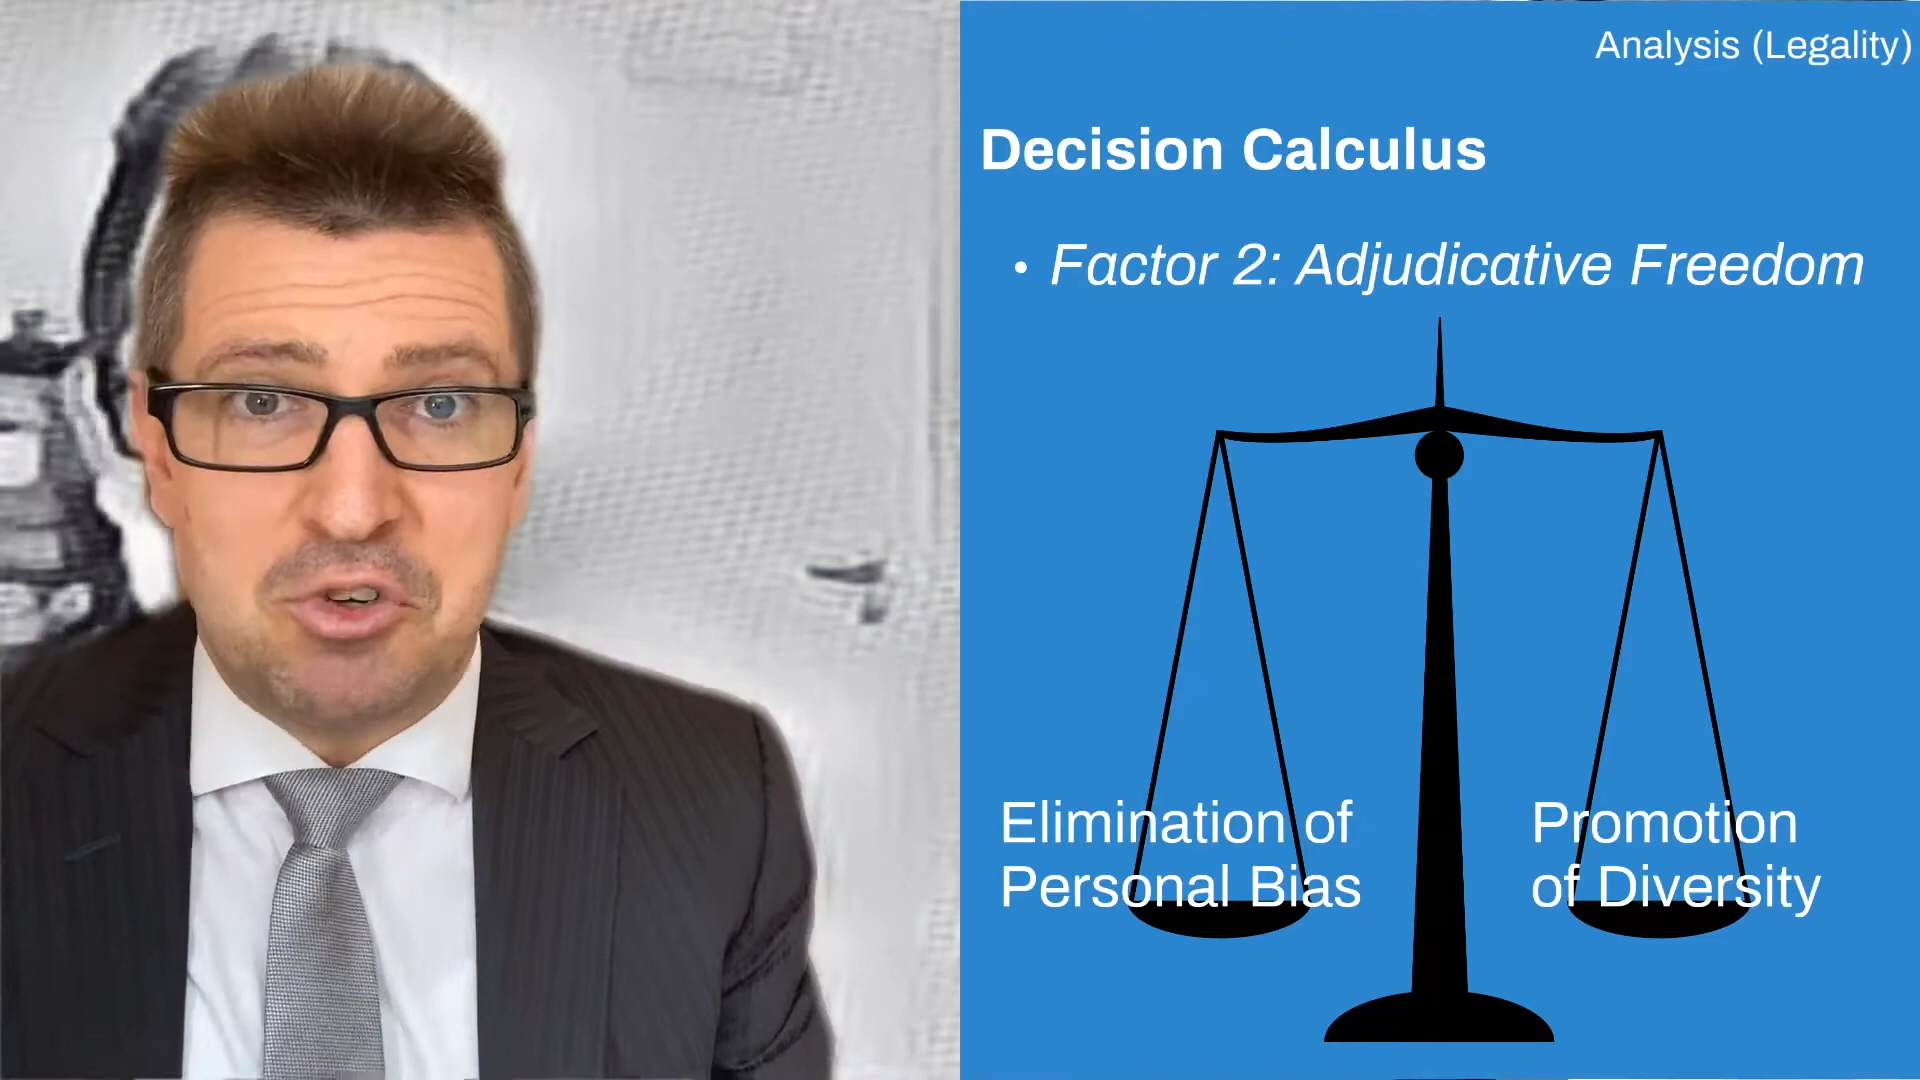 Analysis (Legality)
Decision Calculus
• Factor 2: Adjudicative Freedom
Elimination of
Personal Bias
Promotion
of Diversity